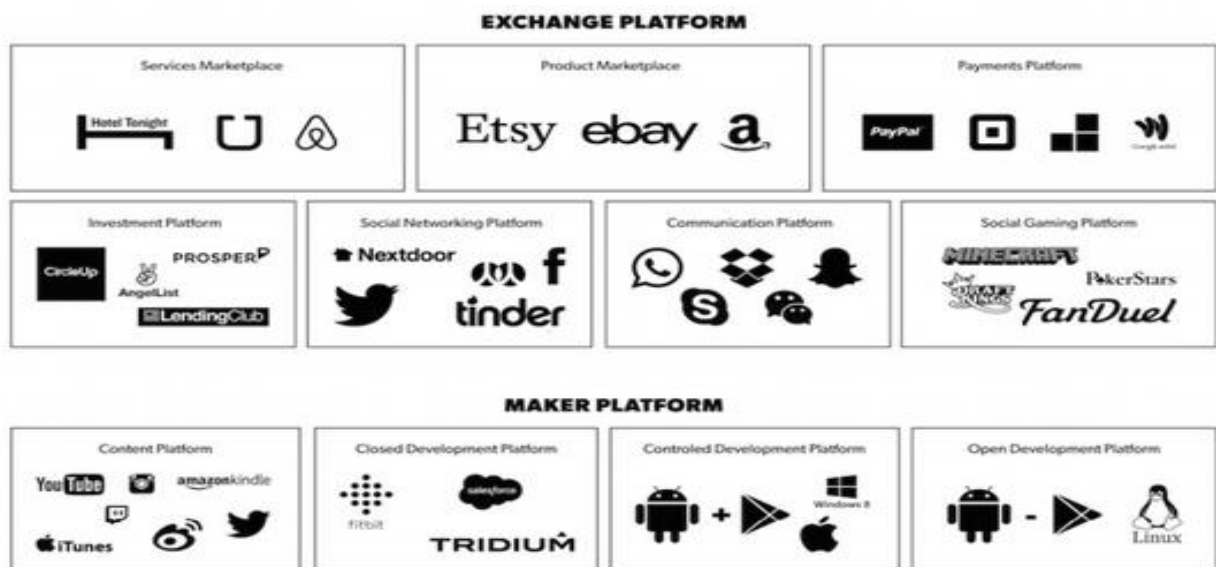 EXCHANGE PLATFORM
Services Marketplace
Hotel Tonight
Product Marketplace
Etsy ebay a
Payments Platform
PayPal
Investment Platform
CircleUp
PROSPER
AngelList
LendingClub
Social Networking Platform
Nextdoor
f
tinder
Communication Platform
S
Social Gaming Platform
MINECRAFT
DRAFT
KINGS
PokerStars
FanDuel
MAKER PLATFORM
Content Platform
YouTube
amazonkindle
iTunes
Closed Development Platform
fitbit
salesforce
TRIDIUM
Controled Development Platform
+
Windows 8
Open Development Platform
-
Linux